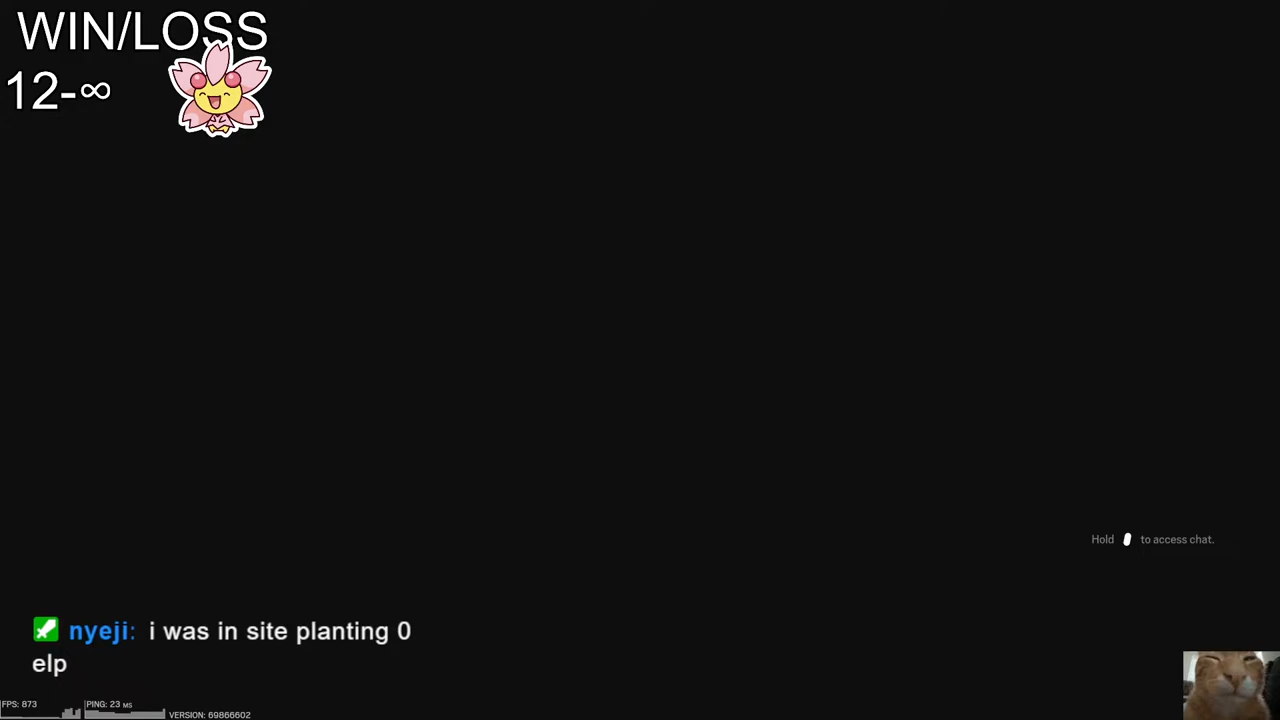 WIN/LOSS
12-∞
Hold to access chat.
nyeji: i was in site planting 0
elp
FPS: 873
PING: 23 MS
VERSION: 69866602